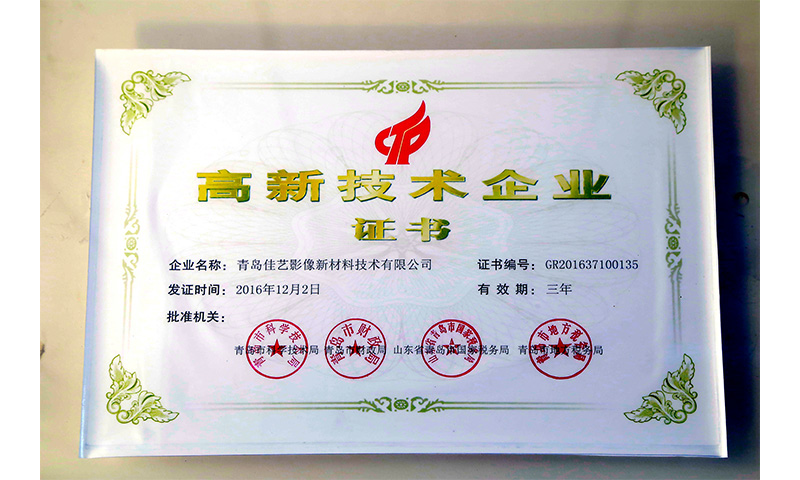 高新技术企业
证书
企业名称：青岛佳艺影像新材料技术有限公司 证书编号：GR201637100135
发证时间：2016年12月2日 有效期：三年
批准机关：
青岛市科学技术局 青岛市财政局 山东省青岛市国家税务局 青岛市地方税务局